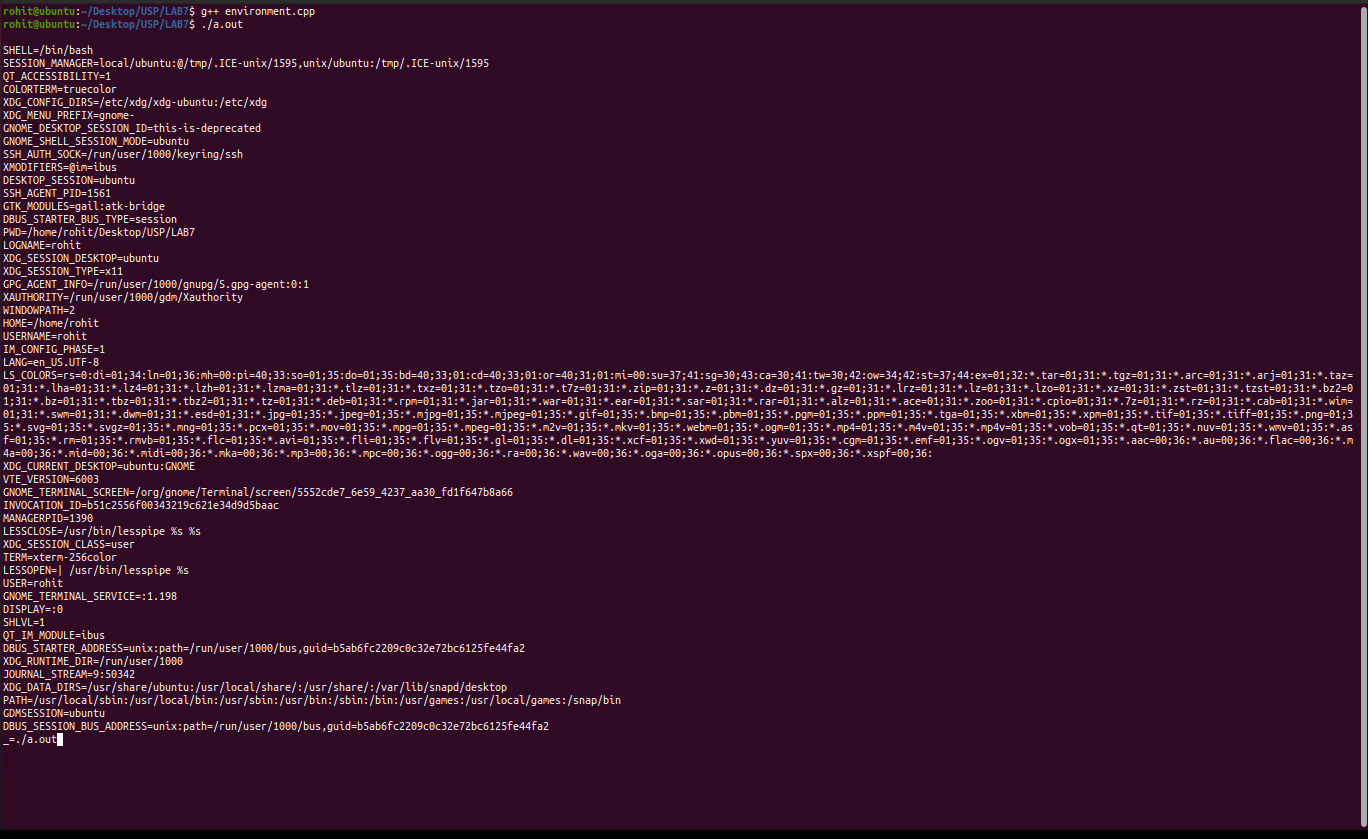 rohit@ubuntu:~/Desktop/USP/LAB7$ g++ environment.cpp
rohit@ubuntu:~/Desktop/USP/LAB7$ ./a.out
SHELL=/bin/bash
SESSION_MANAGER=local/ubuntu:@/tmp/.ICE-unix/1595,unix/ubuntu:/tmp/.ICE-unix/1595
QT_ACCESSIBILITY=1
COLORTERM=truecolor
XDG_CONFIG_DIRS=/etc/xdg/xdg-ubuntu:/etc/xdg
XDG_MENU_PREFIX=gnome-
GNOME_DESKTOP_SESSION_ID=this-is-deprecated
GNOME_SHELL_SESSION_MODE=ubuntu
SSH_AUTH_SOCK=/run/user/1000/keyring/ssh
XMODIFIERS=@im=ibus
DESKTOP_SESSION=ubuntu
SSH_AGENT_PID=1561
GTK_MODULES=gail:atk-bridge
DBUS_STARTER_BUS_TYPE=session
PWD=/home/rohit/Desktop/USP/LAB7
LOGNAME=rohit
XDG_SESSION_DESKTOP=ubuntu
XDG_SESSION_TYPE=x11
GPG_AGENT_INFO=/run/user/1000/gnupg/S.gpg-agent:0:1
XAUTHORITY=/run/user/1000/gdm/Xauthority
WINDOWPATH=2
HOME=/home/rohit
USERNAME=rohit
IM_CONFIG_PHASE=1
LANG=en_US.UTF-8
LS_COLORS=rs=0:di=01;34:ln=01;36:mh=00:pi=40;33:so=01;35:do=01;35:bd=40;33;01:cd=40;33;01:or=40;31;01:mi=00:su=37;41:sg=30;43:ca=30;41:tw=30;42:ow=34;42:st=37;44:ex=01;32:*.tar=01;31:*.tgz=01;31:*.arc=01;31:*.arj=01;31:*.taz=
01;31:*.lha=01;31:*.lz4=01;31:*.lzh=01;31:*.lzma=01;31:*.tlz=01;31:*.txz=01;31:*.tzo=01;31:*.t7z=01;31:*.zip=01;31:*.z=01;31:*.dz=01;31:*.gz=01;31:*.lrz=01;31:*.lz=01;31:*.lzo=01;31:*.xz=01;31:*.zst=01;31:*.tzst=01;31:*.bz2=0
1;31:*.bz=01;31:*.tbz=01;31:*.tbz2=01;31:*.tz=01;31:*.deb=01;31:*.rpm=01;31:*.jar=01;31:*.war=01;31:*.ear=01;31:*.sar=01;31:*.rar=01;31:*.alz=01;31:*.ace=01;31:*.zoo=01;31:*.cpio=01;31:*.7z=01;31:*.rz=01;31:*.cab=01;31:*.wim=
01;31:*.swm=01;31:*.dwm=01;31:*.esd=01;31:*.jpg=01;35:*.jpeg=01;35:*.mjpg=01;35:*.mjpeg=01;35:*.gif=01;35:*.bmp=01;35:*.pbm=01;35:*.pgm=01;35:*.ppm=01;35:*.tga=01;35:*.xbm=01;35:*.xpm=01;35:*.tif=01;35:*.tiff=01;35:*.png=01;3
5:*.svg=01;35:*.svgz=01;35:*.mng=01;35:*.pcx=01;35:*.mov=01;35:*.mpg=01;35:*.mpeg=01;35:*.m2v=01;35:*.mkv=01;35:*.webm=01;35:*.ogm=01;35:*.mp4=01;35:*.m4v=01;35:*.mp4v=01;35:*.vob=01;35:*.qt=01;35:*.nuv=01;35:*.wmv=01;35:*.as
f=01;35:*.rm=01;35:*.rmvb=01;35:*.flc=01;35:*.avi=01;35:*.fli=01;35:*.flv=01;35:*.gl=01;35:*.dl=01;35:*.xcf=01;35:*.xwd=01;35:*.yuv=01;35:*.cgm=01;35:*.emf=01;35:*.ogv=01;35:*.ogx=01;35:*.aac=00;36:*.au=00;36:*.flac=00;36:*.m
4a=00;36:*.mid=00;36:*.midi=00;36:*.mka=00;36:*.mp3=00;36:*.mpc=00;36:*.ogg=00;36:*.ra=00;36:*.wav=00;36:*.oga=00;36:*.opus=00;36:*.spx=00;36:*.xspf=00;36:
XDG_CURRENT_DESKTOP=ubuntu:GNOME
VTE_VERSION=6003
GNOME_TERMINAL_SCREEN=/org/gnome/Terminal/screen/5552cde7_6e59_4237_aa30_fd1f647b8a66
INVOCATION_ID=b51c2556f00343219c621e34d9d5baac
MANAGERPID=1390
LESSCLOSE=/usr/bin/lesspipe %s %s
XDG_SESSION_CLASS=user
TERM=xterm-256color
LESSOPEN=| /usr/bin/lesspipe %s
USER=rohit
GNOME_TERMINAL_SERVICE=:1.198
DISPLAY=:0
SHLVL=1
QT_IM_MODULE=ibus
DBUS_STARTER_ADDRESS=unix:path=/run/user/1000/bus,guid=b5ab6fc2209c0c32e72bc6125fe44fa2
XDG_RUNTIME_DIR=/run/user/1000
JOURNAL_STREAM=9:50342
XDG_DATA_DIRS=/usr/share/ubuntu:/usr/local/share/:/usr/share/:/var/lib/snapd/desktop
PATH=/usr/local/sbin:/usr/local/bin:/usr/sbin:/usr/bin:/sbin:/bin:/usr/games:/usr/local/games:/snap/bin
GDMSESSION=ubuntu
DBUS_SESSION_BUS_ADDRESS=unix:path=/run/user/1000/bus,guid=b5ab6fc2209c0c32e72bc6125fe44fa2
_=./a.out